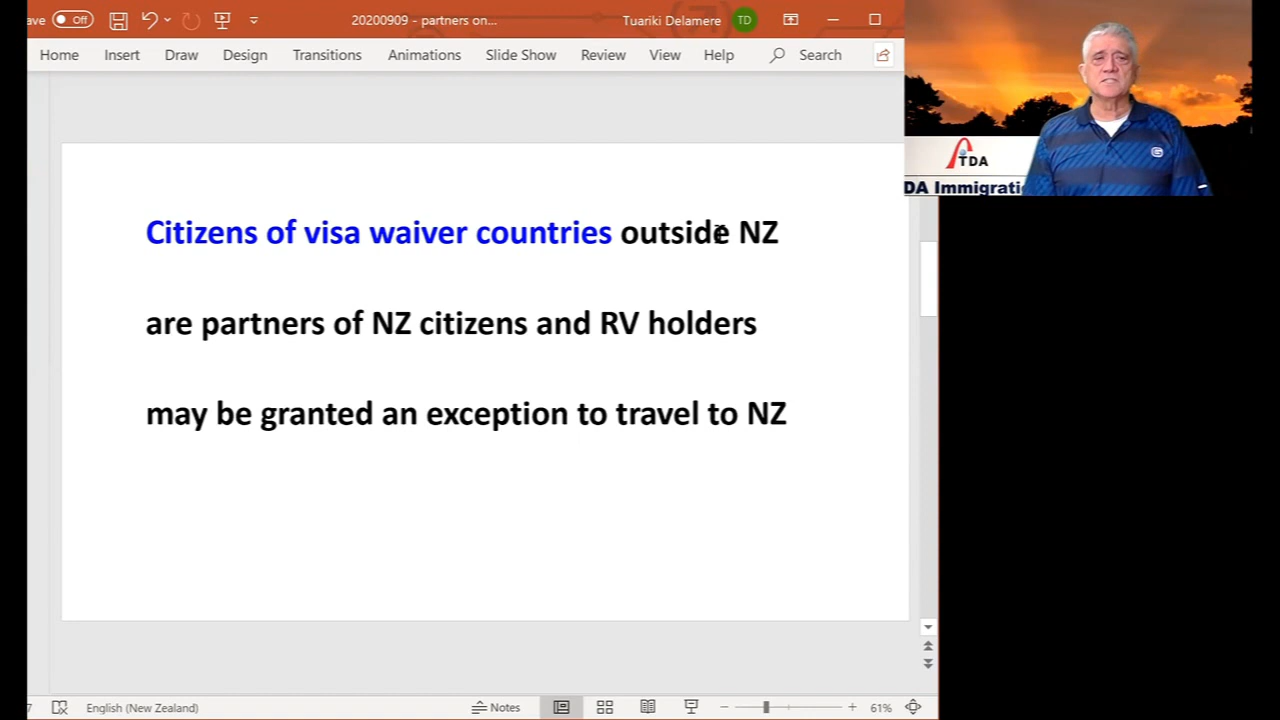 ave Off 20200909 - partners on... Tuariki Delamere TD
Home Insert Draw Design Transitions Animations Slide Show Review View Help Search
TDA
DA Immigrati
Citizens of visa waiver countries outside NZ
are partners of NZ citizens and RV holders
may be granted an exception to travel to NZ
7 English (New Zealand) Notes 61%